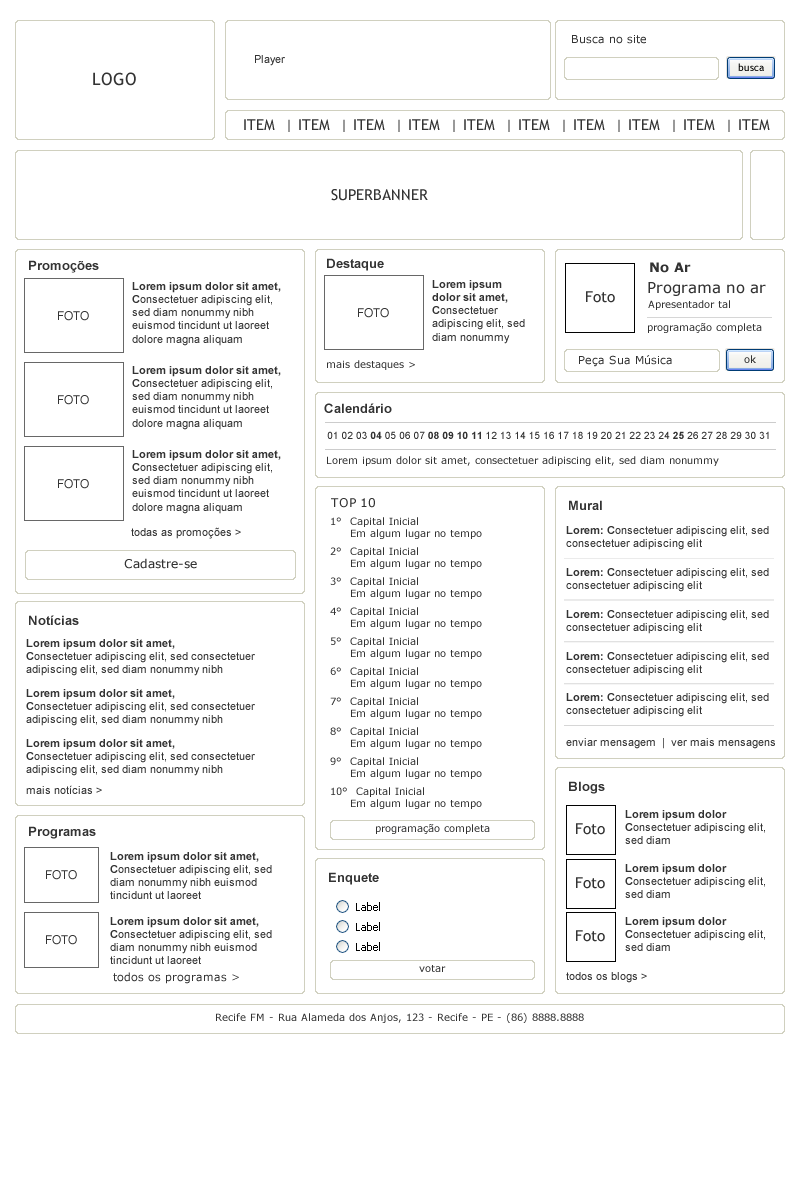 LOGO
Player
Busca no site
busca
ITEM | ITEM | ITEM | ITEM | ITEM | ITEM | ITEM | ITEM | ITEM | ITEM
SUPERBANNER
Promoções
FOTO
Lorem ipsum dolor sit amet,
Consectetuer adipiscing elit,
sed diam nonummy nibh
euismod tincidunt ut laoreet
dolore magna aliquam
FOTO
Lorem ipsum dolor sit amet,
Consectetuer adipiscing elit,
sed diam nonummy nibh
euismod tincidunt ut laoreet
dolore magna aliquam
FOTO
Lorem ipsum dolor sit amet,
Consectetuer adipiscing elit,
sed diam nonummy nibh
euismod tincidunt ut laoreet
dolore magna aliquam
todas as promoções >
Cadastre-se
Notícias
Lorem ipsum dolor sit amet,
Consectetuer adipiscing elit, sed consectetuer
adipiscing elit, sed diam nonummy nibh
Lorem ipsum dolor sit amet,
Consectetuer adipiscing elit, sed consectetuer
adipiscing elit, sed diam nonummy nibh
Lorem ipsum dolor sit amet,
Consectetuer adipiscing elit, sed consectetuer
adipiscing elit, sed diam nonummy nibh
mais notícias >
Programas
FOTO
Lorem ipsum dolor sit amet,
Consectetuer adipiscing elit, sed
diam nonummy nibh euismod
tincidunt ut laoreet
FOTO
Lorem ipsum dolor sit amet,
Consectetuer adipiscing elit, sed
diam nonummy nibh euismod
tincidunt ut laoreet
todos os programas >
Destaque
FOTO
Lorem ipsum
dolor sit amet,
Consectetuer
adipiscing elit, sed
diam nonummy
mais destaques >
Foto
No Ar
Programa no ar
Apresentador tal
programação completa
Peça Sua Música
ok
Calendário
01 02 03 04 05 06 07 08 09 10 11 12 13 14 15 16 17 18 19 20 21 22 23 24 25 26 27 28 29 30 31
Lorem ipsum dolor sit amet, consectetuer adipiscing elit, sed diam nonummy
TOP 10
1º Capital Inicial
Em algum lugar no tempo
2º Capital Inicial
Em algum lugar no tempo
3º Capital Inicial
Em algum lugar no tempo
4º Capital Inicial
Em algum lugar no tempo
5º Capital Inicial
Em algum lugar no tempo
6º Capital Inicial
Em algum lugar no tempo
7º Capital Inicial
Em algum lugar no tempo
8º Capital Inicial
Em algum lugar no tempo
9º Capital Inicial
Em algum lugar no tempo
10º Capital Inicial
Em algum lugar no tempo
programação completa
Enquete
Label
Label
Label
votar
Mural
Lorem: Consectetuer adipiscing elit, sed
consectetuer adipiscing elit
Lorem: Consectetuer adipiscing elit, sed
consectetuer adipiscing elit
Lorem: Consectetuer adipiscing elit, sed
consectetuer adipiscing elit
Lorem: Consectetuer adipiscing elit, sed
consectetuer adipiscing elit
Lorem: Consectetuer adipiscing elit, sed
consectetuer adipiscing elit
enviar mensagem | ver mais mensagens
Blogs
Foto
Lorem ipsum dolor
Consectetuer adipiscing elit,
sed diam
Foto
Lorem ipsum dolor
Consectetuer adipiscing elit,
sed diam
Foto
Lorem ipsum dolor
Consectetuer adipiscing elit,
sed diam
todos os blogs >
Recife FM - Rua Alameda dos Anjos, 123 - Recife - PE - (86) 8888.8888